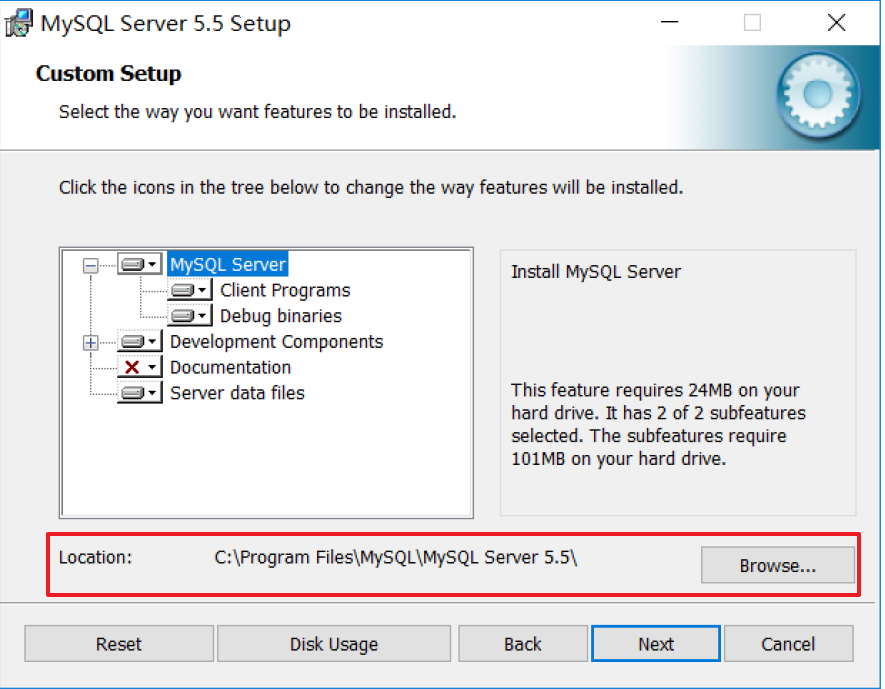 MySQL Server 5.5 Setup
Custom Setup
Select the way you want features to be installed.
Click the icons in the tree below to change the way features will be installed.
MySQL Server
Client Programs
Debug binaries
Development Components
Documentation
Server data files
Install MySQL Server
This feature requires 24MB on your
hard drive. It has 2 of 2 subfeatures
selected. The subfeatures require
101MB on your hard drive.
Location: C:\Program Files\MySQL\MySQL Server 5.5\ Browse...
Reset Disk Usage Back Next Cancel